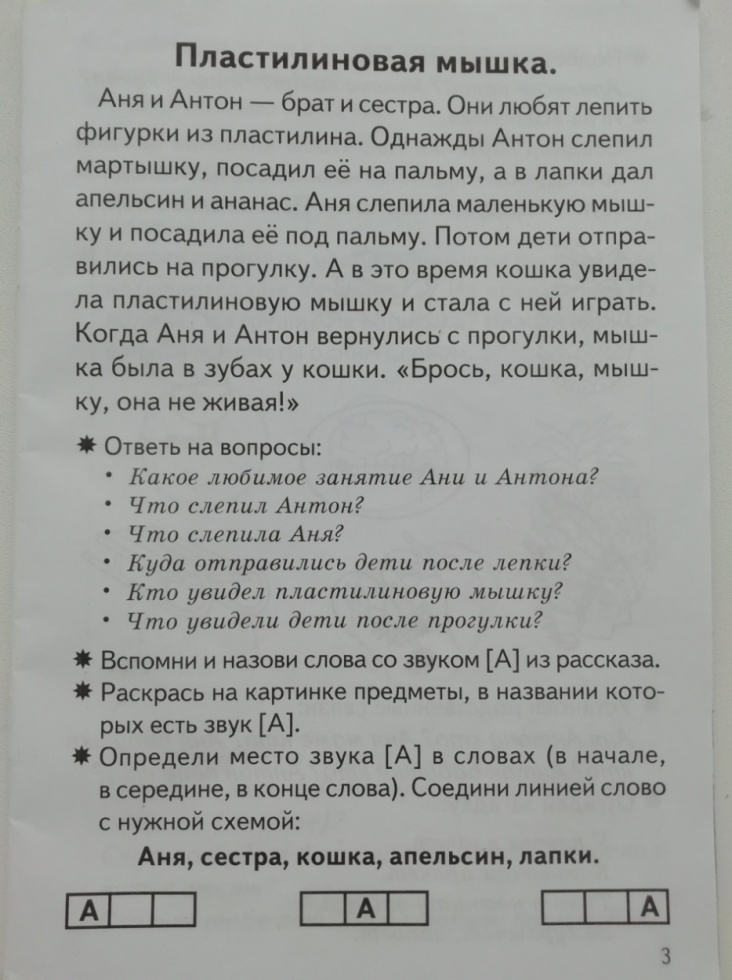 Пластилиновая мышка.
Аня и Антон — брат и сестра. Они любят лепить
фигурки из пластилина. Однажды Антон слепил
мартышку, посадил её на пальму, а в лапки дал
апельсин и ананас. Аня слепила маленькую мыш-
ку и посадила её под пальму. Потом дети отпра-
вились на прогулку. А в это время кошка увиде-
ла пластилиновую мышку и стала с ней играть.
Когда Аня и Антон вернулись с прогулки, мыш-
ка была в зубах у кошки. «Брось, кошка, мыш-
ку, она не живая!»
✷ Ответь на вопросы:
• Какое любимое занятие Ани и Антона?
• Что слепил Антон?
• Что слепила Аня?
• Куда отправились дети после лепки?
• Кто увидел пластилиновую мышку?
• Что увидели дети после прогулки?
✷ Вспомни и назови слова со звуком [А] из рассказа.
✷ Раскрась на картинке предметы, в названии кото-
рых есть звук [А].
✷ Определи место звука [А] в словах (в начале,
в середине, в конце слова). Соедини линией слово
с нужной схемой:
Аня, сестра, кошка, апельсин, лапки.
А А А
3